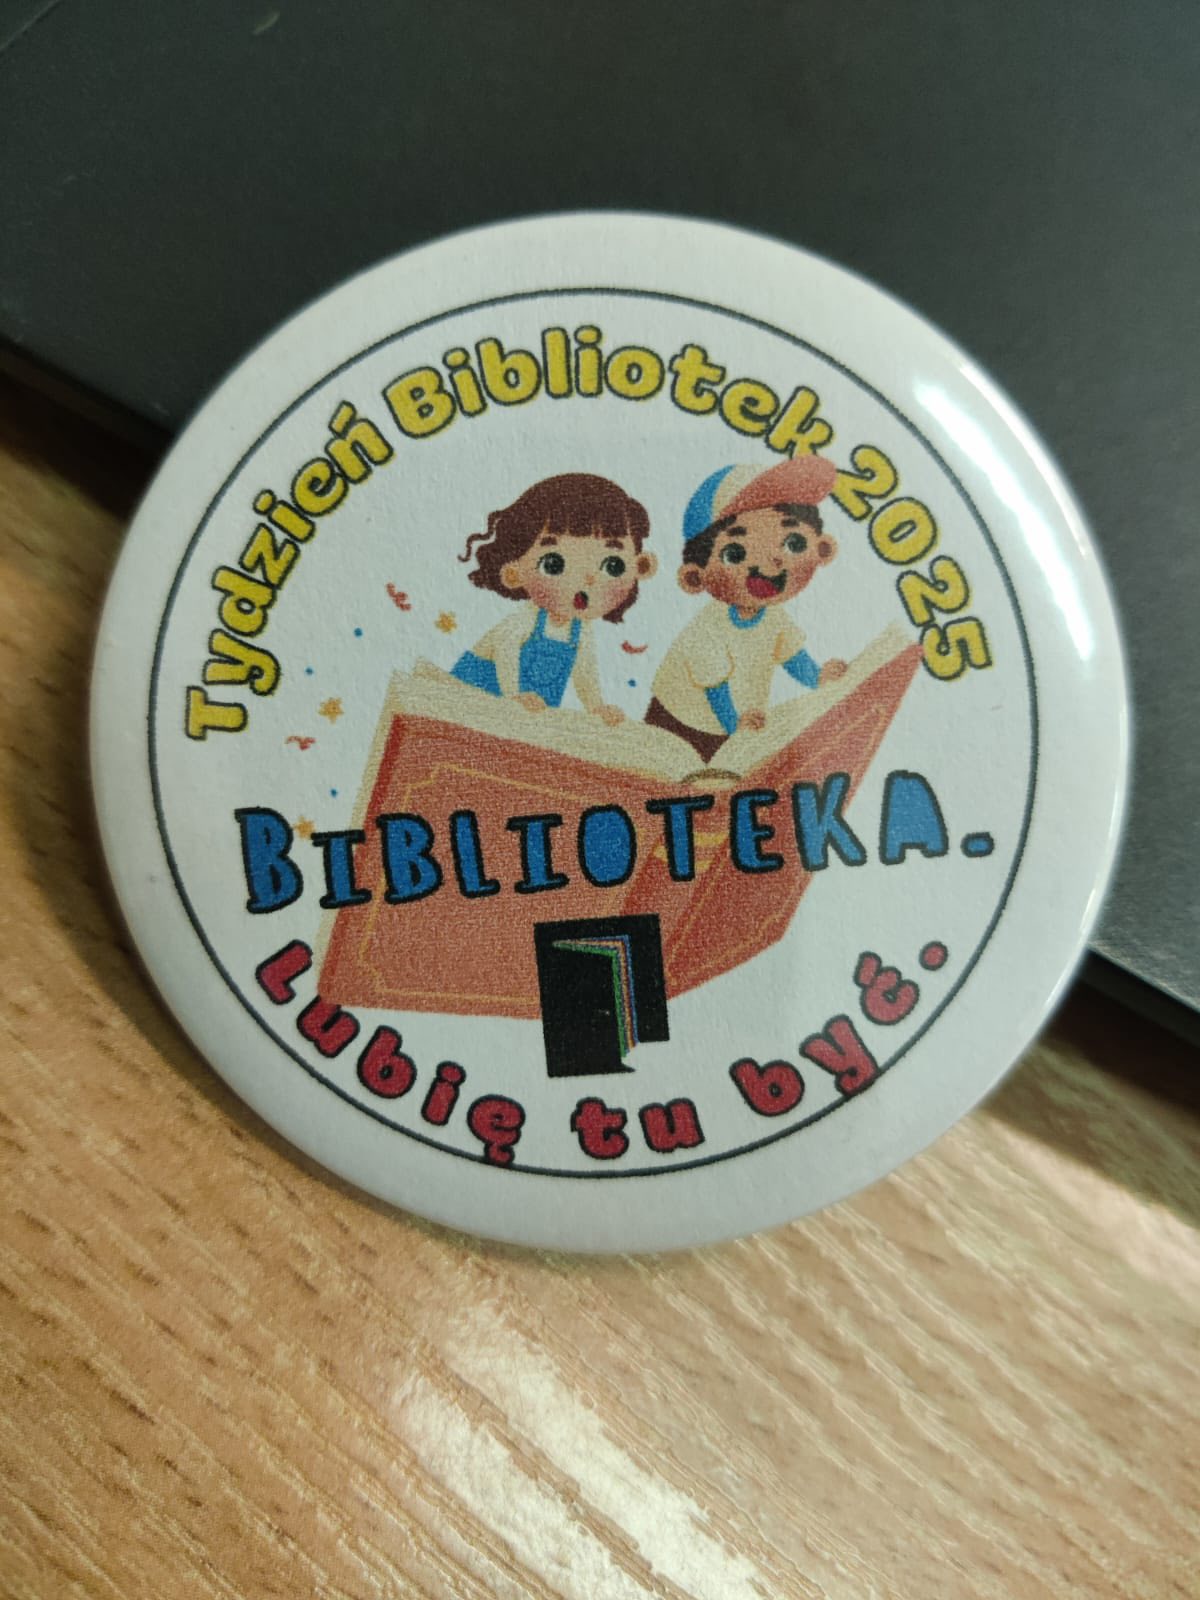 Tydzień Bibliotek 2025
BIBLIOTEKA.
Lubię tu być.